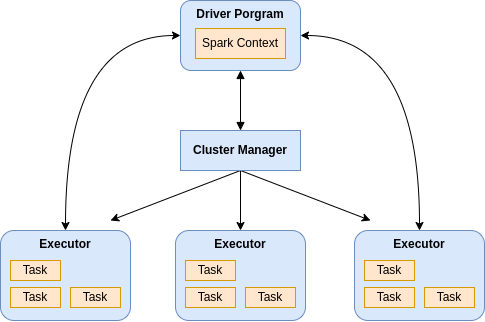 Driver Porgram
Spark Context
Cluster Manager
Executor
Task
Task Task
Executor
Task
Task Task
Executor
Task
Task Task